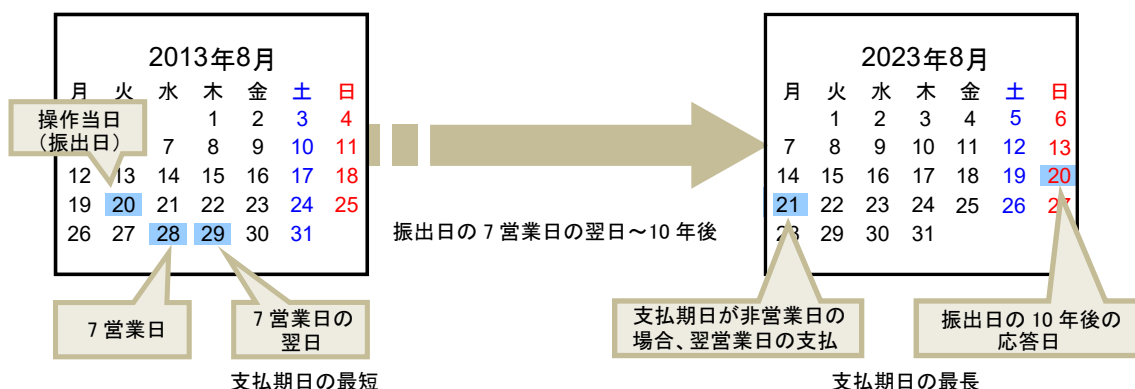 2013年8月
月 火 水 木 金 土 日
操作当日
（振出日）
1 2 3 4
7 8 9 10 11
12 13 14 15 16 17 18
19 20 21 22 23 24 25
26 27 28 29 30 31
7営業日
7営業日の
翌日
支払期日の最短
振出日の7営業日の翌日～10年後
2023年8月
月 火 水 木 金 土 日
1 2 3 4 5 6
7 8 9 10 11 12 13
14 15 16 17 18 19 20
21 22 23 24 25 26 27
28 29 30 31
支払期日が非営業日の
場合、翌営業日の支払
振出日の10年後の
応答日
支払期日の最長